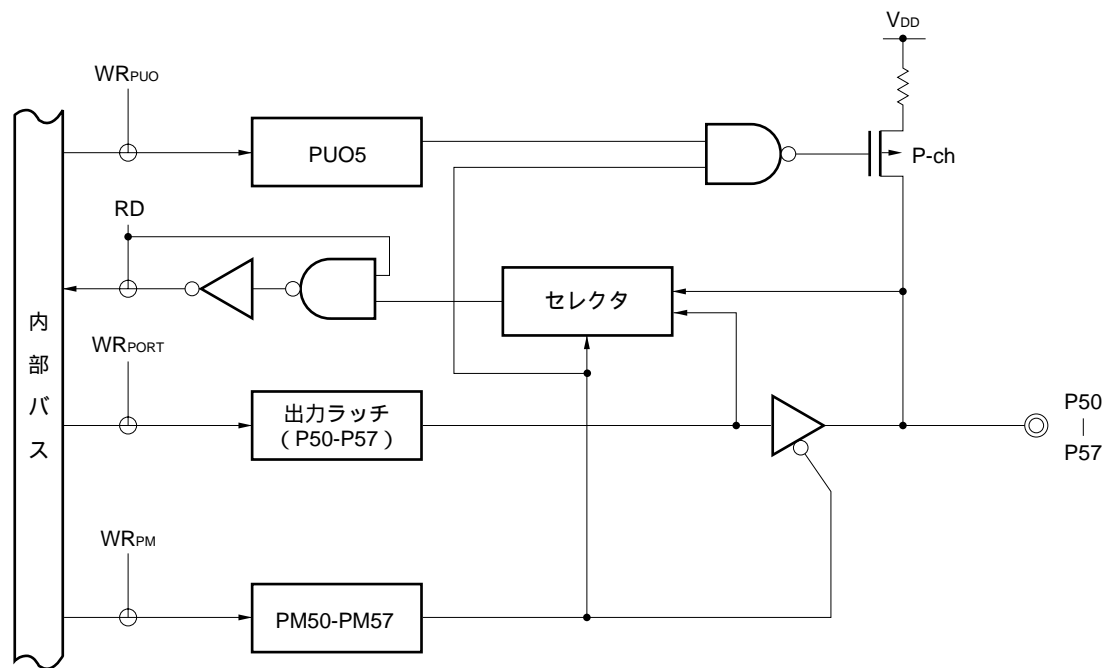 VDD
WRPUO
PUO5
P-ch
RD
セレクタ
内部バス
WRPORT
出力ラッチ
（P50-P57）
P50
|
P57
WRPM
PM50-PM57